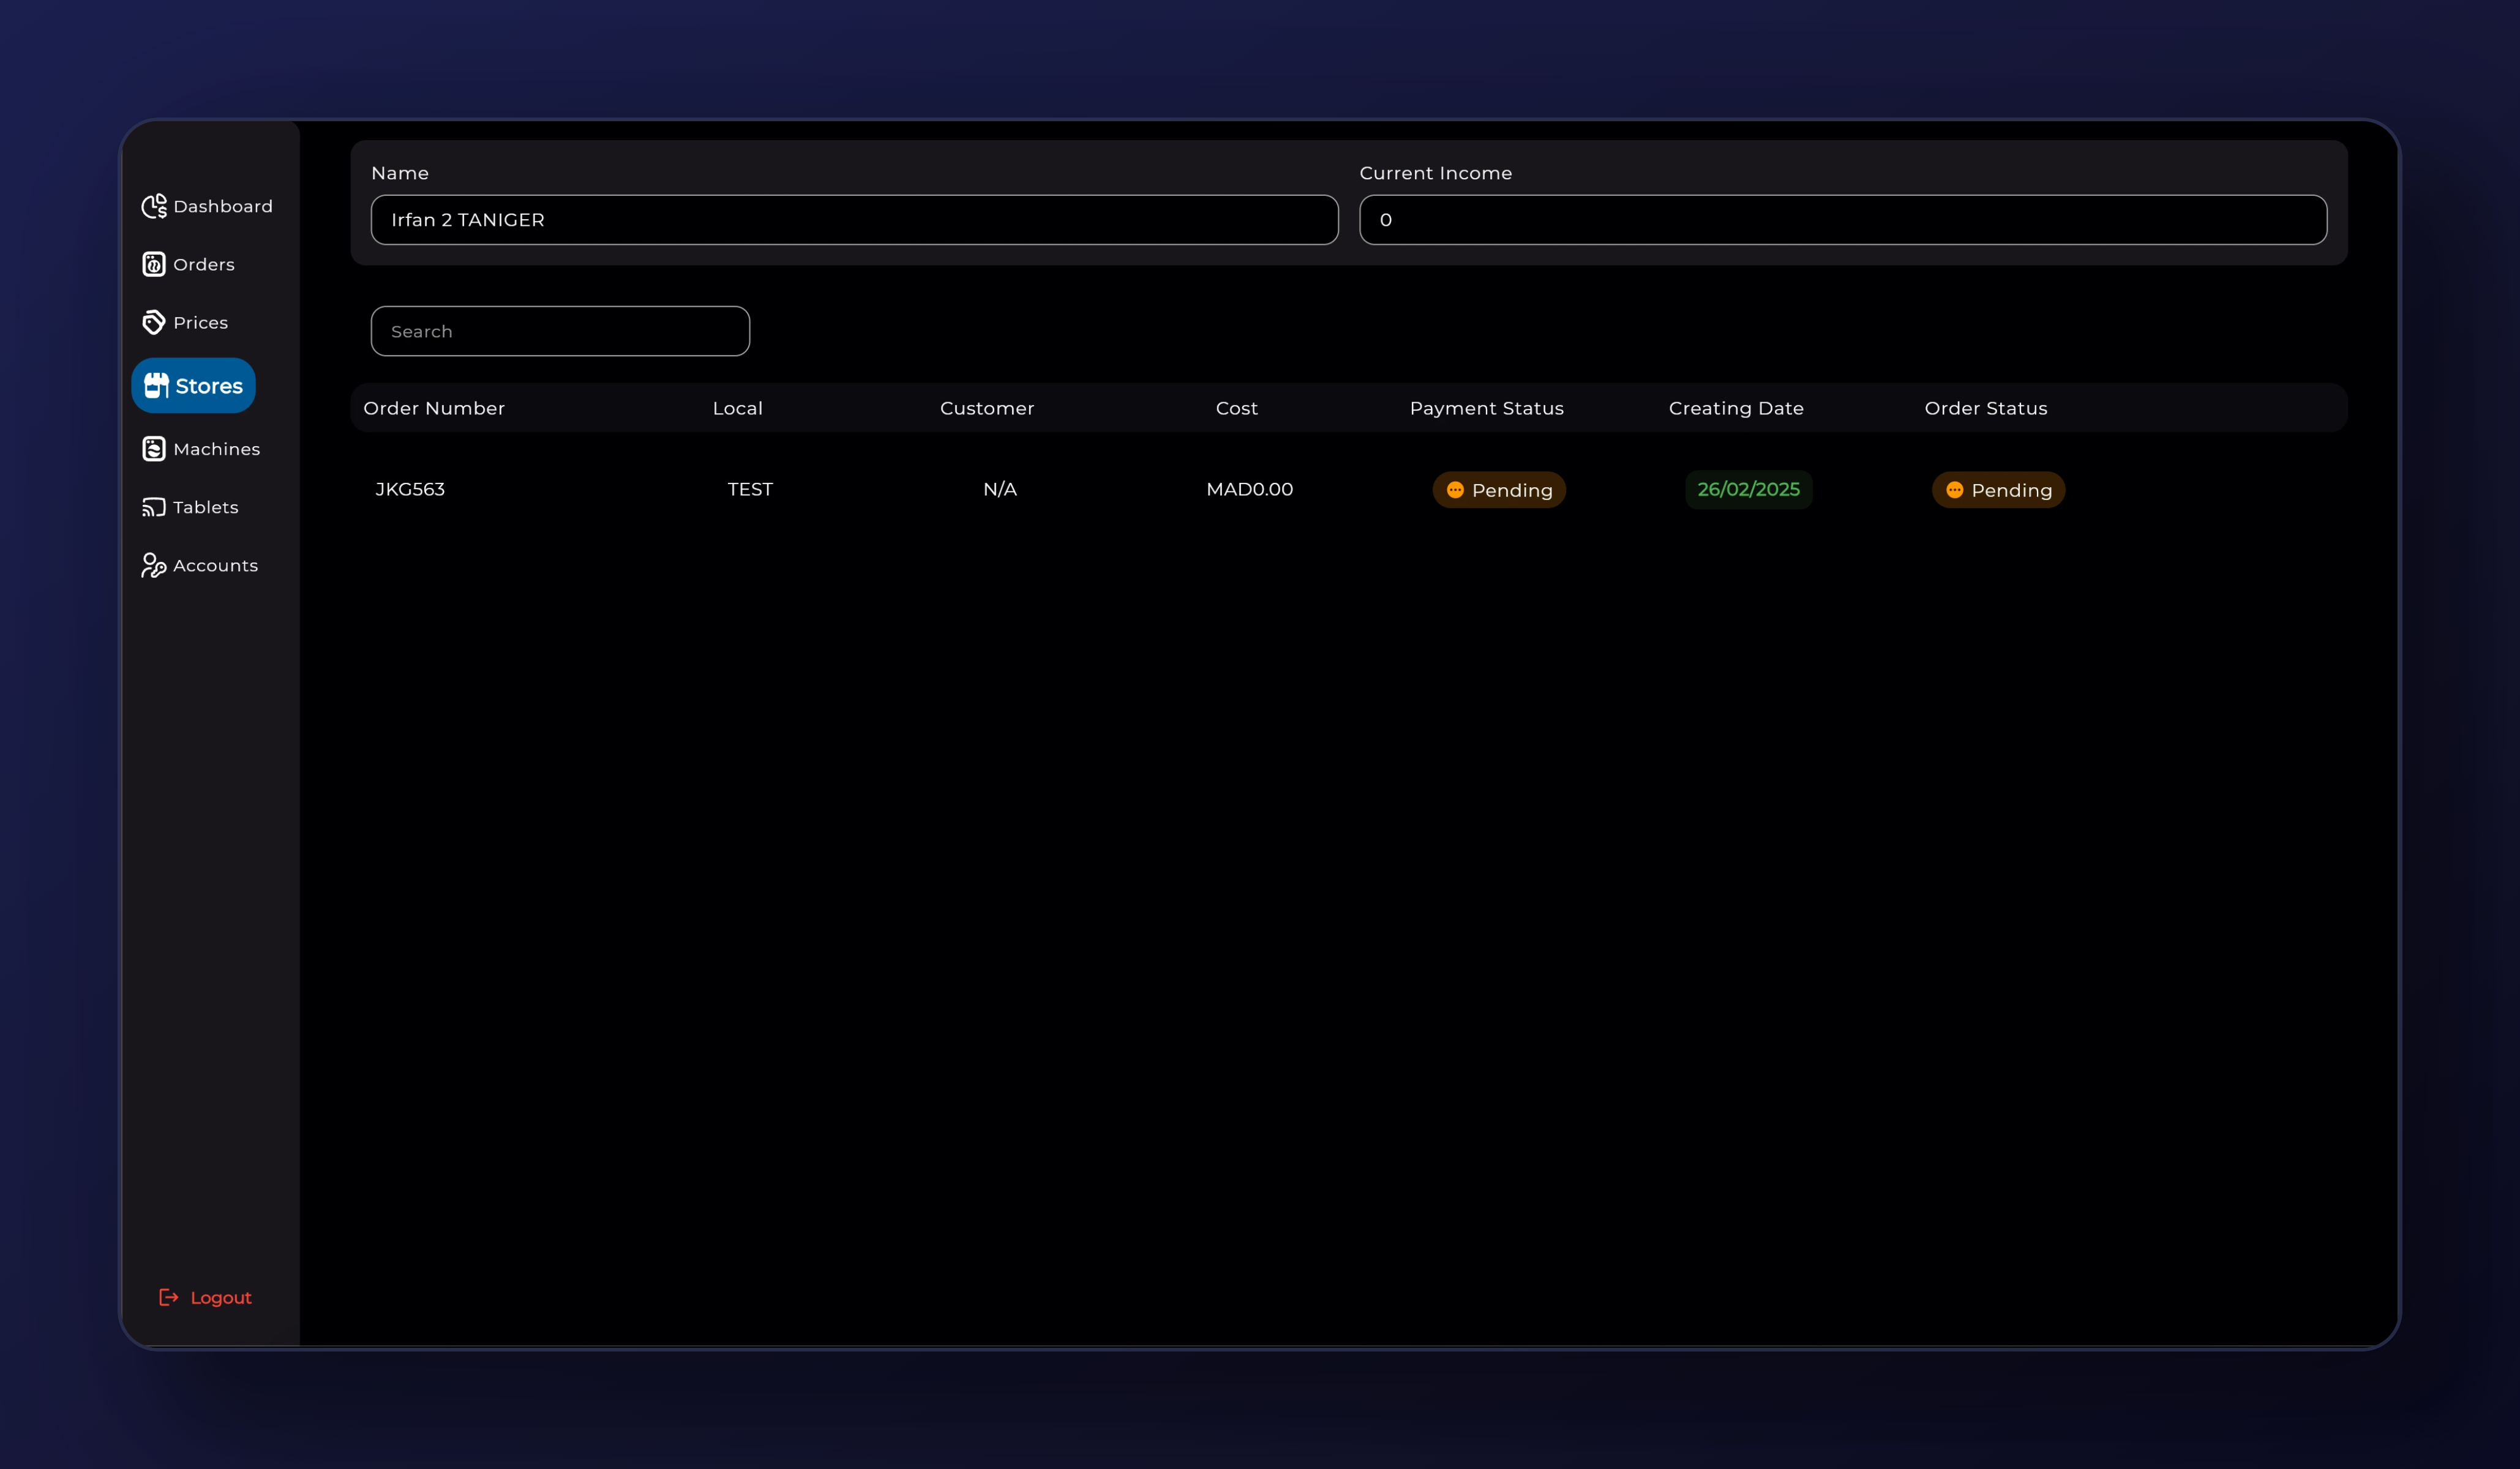 Dashboard
Orders
Prices
Stores
Machines
Tablets
Accounts
Logout
Name
Current Income
Irfan 2 TANIGER
0
Search
Order Number Local Customer Cost Payment Status Creating Date Order Status
JKG563 TEST N/A MAD0.00 Pending 26/02/2025 Pending